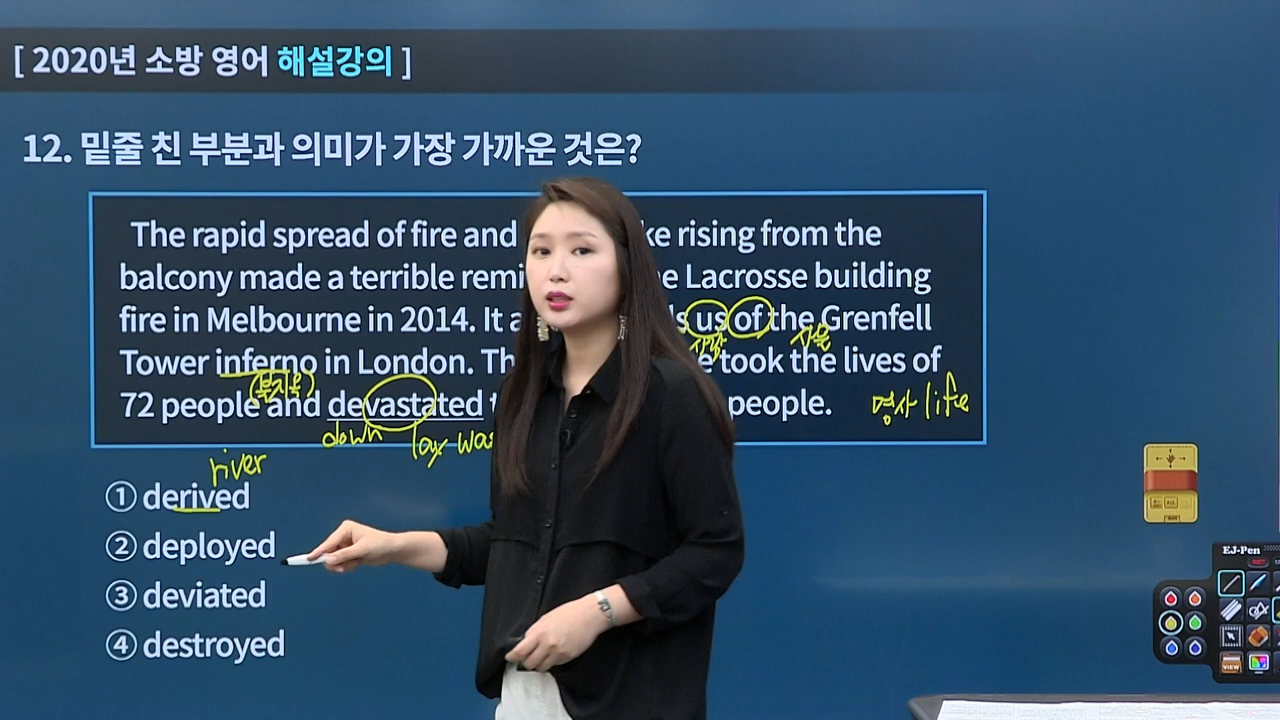 [ 2020년 소방 영어 해설강의 ]
12. 밑줄 친 부분과 의미가 가장 가까운 것은?
The rapid spread of fire and ke rising from the
balcony made a terrible remi e Lacrosse building
fire in Melbourne in 2014. It a s us of the Grenfell
Tower inferno in London. Th e took the lives of
72 people and devastated t people.
명사 life
down lay was
river
① derived
② deployed
③ deviated
④ destroyed
EJ-Pen
VIEW